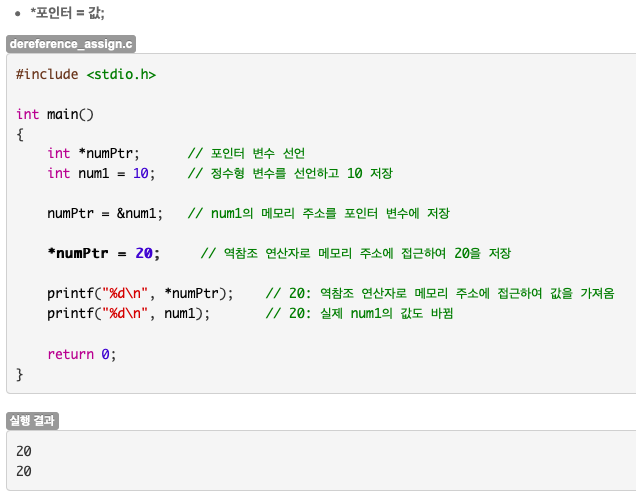 • *포인터 = 값;
dereference_assign.c
#include <stdio.h>
int main()
{
    int *numPtr;      // 포인터 변수 선언
    int num1 = 10;    // 정수형 변수를 선언하고 10 저장
    numPtr = &num1;   // num1의 메모리 주소를 포인터 변수에 저장
    *numPtr = 20;     // 역참조 연산자로 메모리 주소에 접근하여 20을 저장
    printf("%d\n", *numPtr);    // 20: 역참조 연산자로 메모리 주소에 접근하여 값을 가져옴
    printf("%d\n", num1);       // 20: 실제 num1의 값도 바뀜
    return 0;
}
실행 결과
20
20